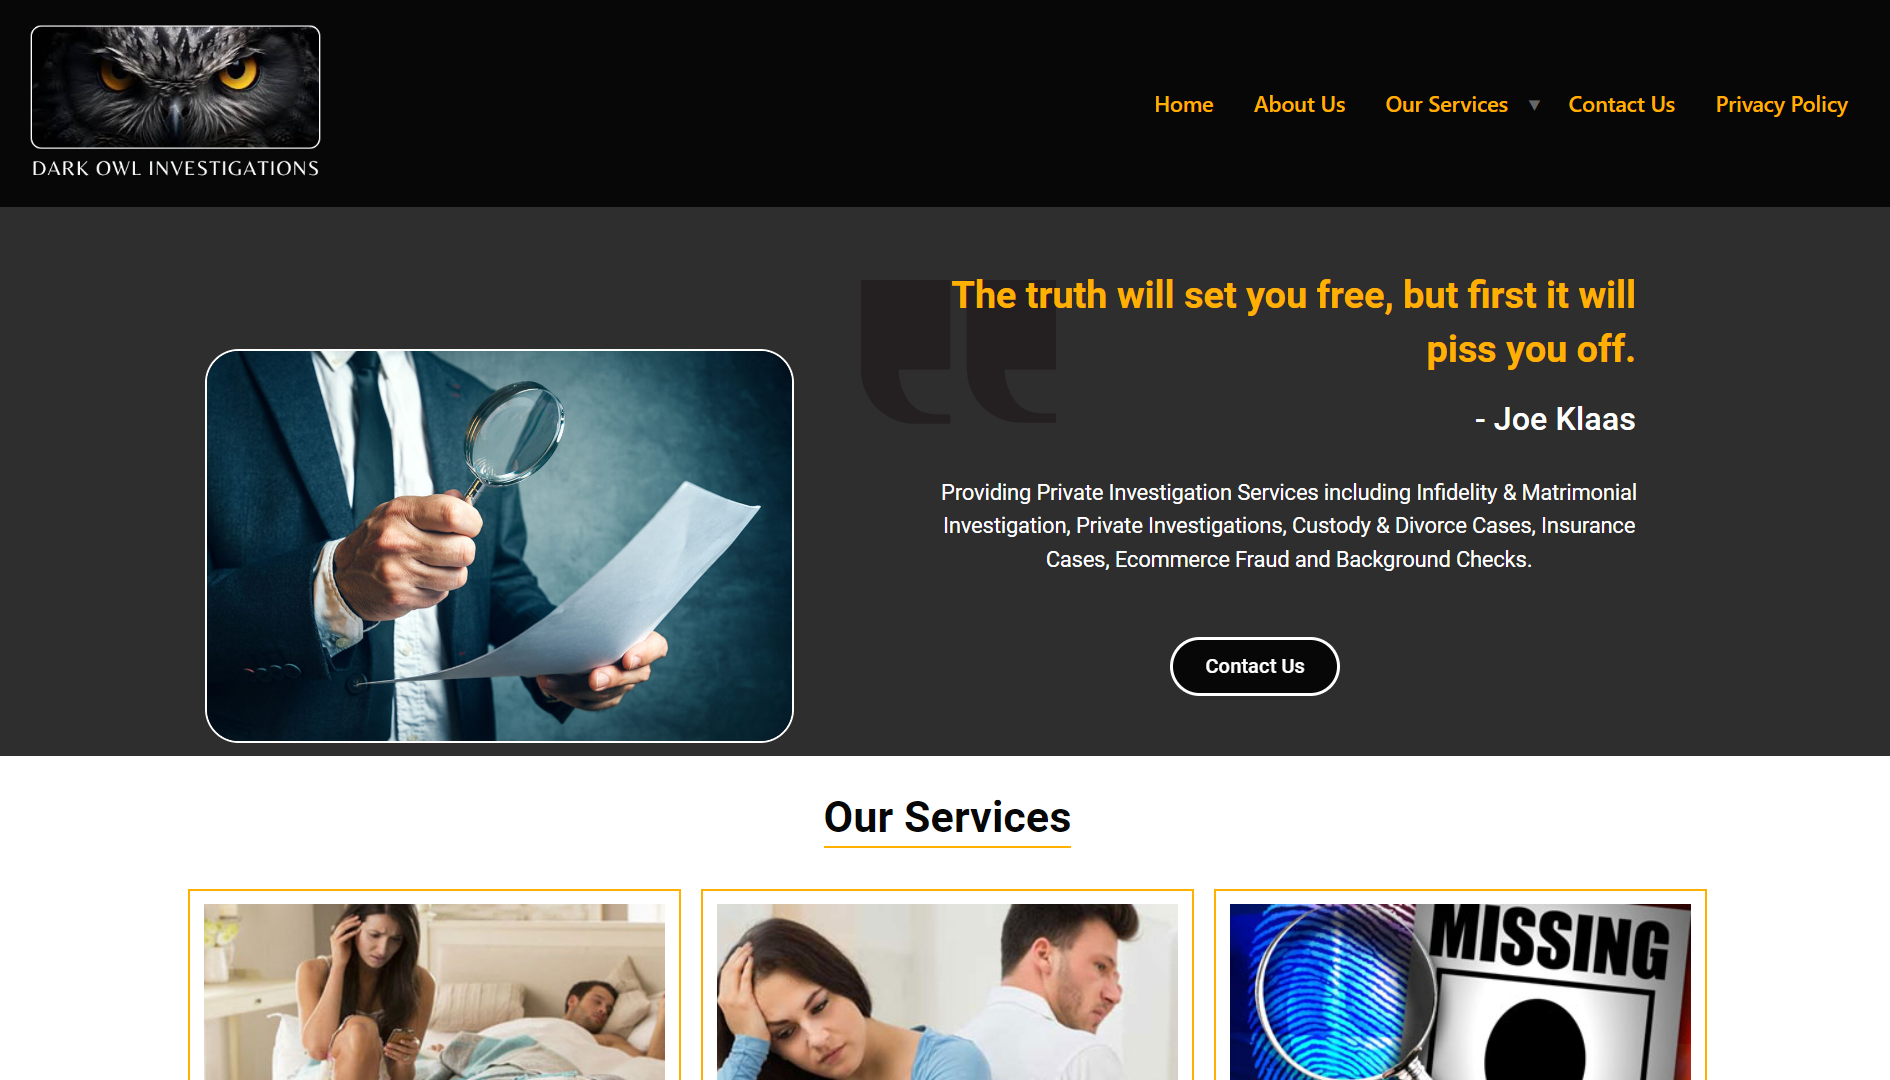 DARK OWL INVESTIGATIONS
Home About Us Our Services ▼ Contact Us Privacy Policy
The truth will set you free, but first it will
piss you off.
- Joe Klaas
Providing Private Investigation Services including Infidelity & Matrimonial
Investigation, Private Investigations, Custody & Divorce Cases, Insurance
Cases, Ecommerce Fraud and Background Checks.
Contact Us
Our Services
MISSING